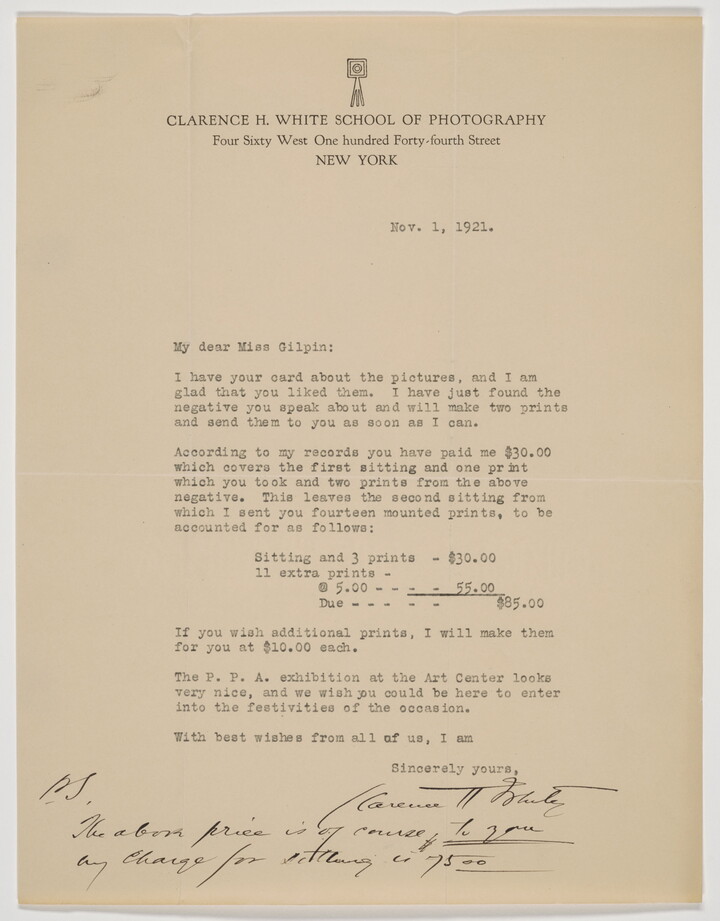 CLARENCE H. WHITE SCHOOL OF PHOTOGRAPHY
Four Sixty West One hundred Forty-fourth Street
NEW YORK
Nov. 1, 1921.
My dear Miss Gilpin:
I have your card about the pictures, and I am
glad that you liked them.  I have just found the
negative you speak about and will make two prints
and send them to you as soon as I can.
According to my records you have paid me $30.00
which covers the first sitting and one print
which you took and two prints from the above
negative.  This leaves the second sitting from
which I sent you fourteen mounted prints, to be
accounted for as follows:
Sitting and 3 prints  - $30.00
11 extra prints -
@ 5.00 - - - -  55.00
Due - - - - -  $85.00
If you wish additional prints, I will make them
for you at $10.00 each.
The P. P. A. exhibition at the Art Center looks
very nice, and we wish you could be here to enter
into the festivities of the occasion.
With best wishes from all of us, I am
Sincerely yours,
Clarence H White
P.S.
The above price is of course, to you
my charge for sitting is $75.00